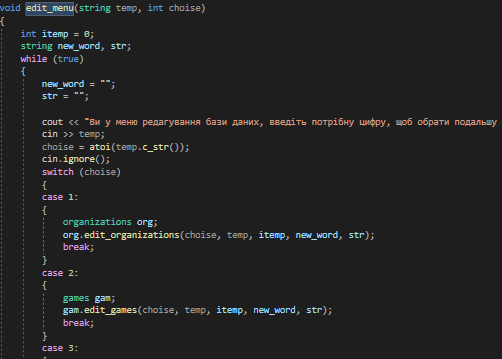 void edit_menu(string temp, int choise)
{
int itemp = 0;
string new_word, str;
while (true)
{
new_word = "";
str = "";
cout << "Ви у меню редагування бази даних, введіть потрібну цифру, щоб обрати подальшу
cin >> temp;
choise = atoi(temp.c_str());
cin.ignore();
switch (choise)
{
case 1:
{
organizations org;
org.edit_organizations(choise, temp, itemp, new_word, str);
break;
}
case 2:
{
games gam;
gam.edit_games(choise, temp, itemp, new_word, str);
break;
}
case 3: